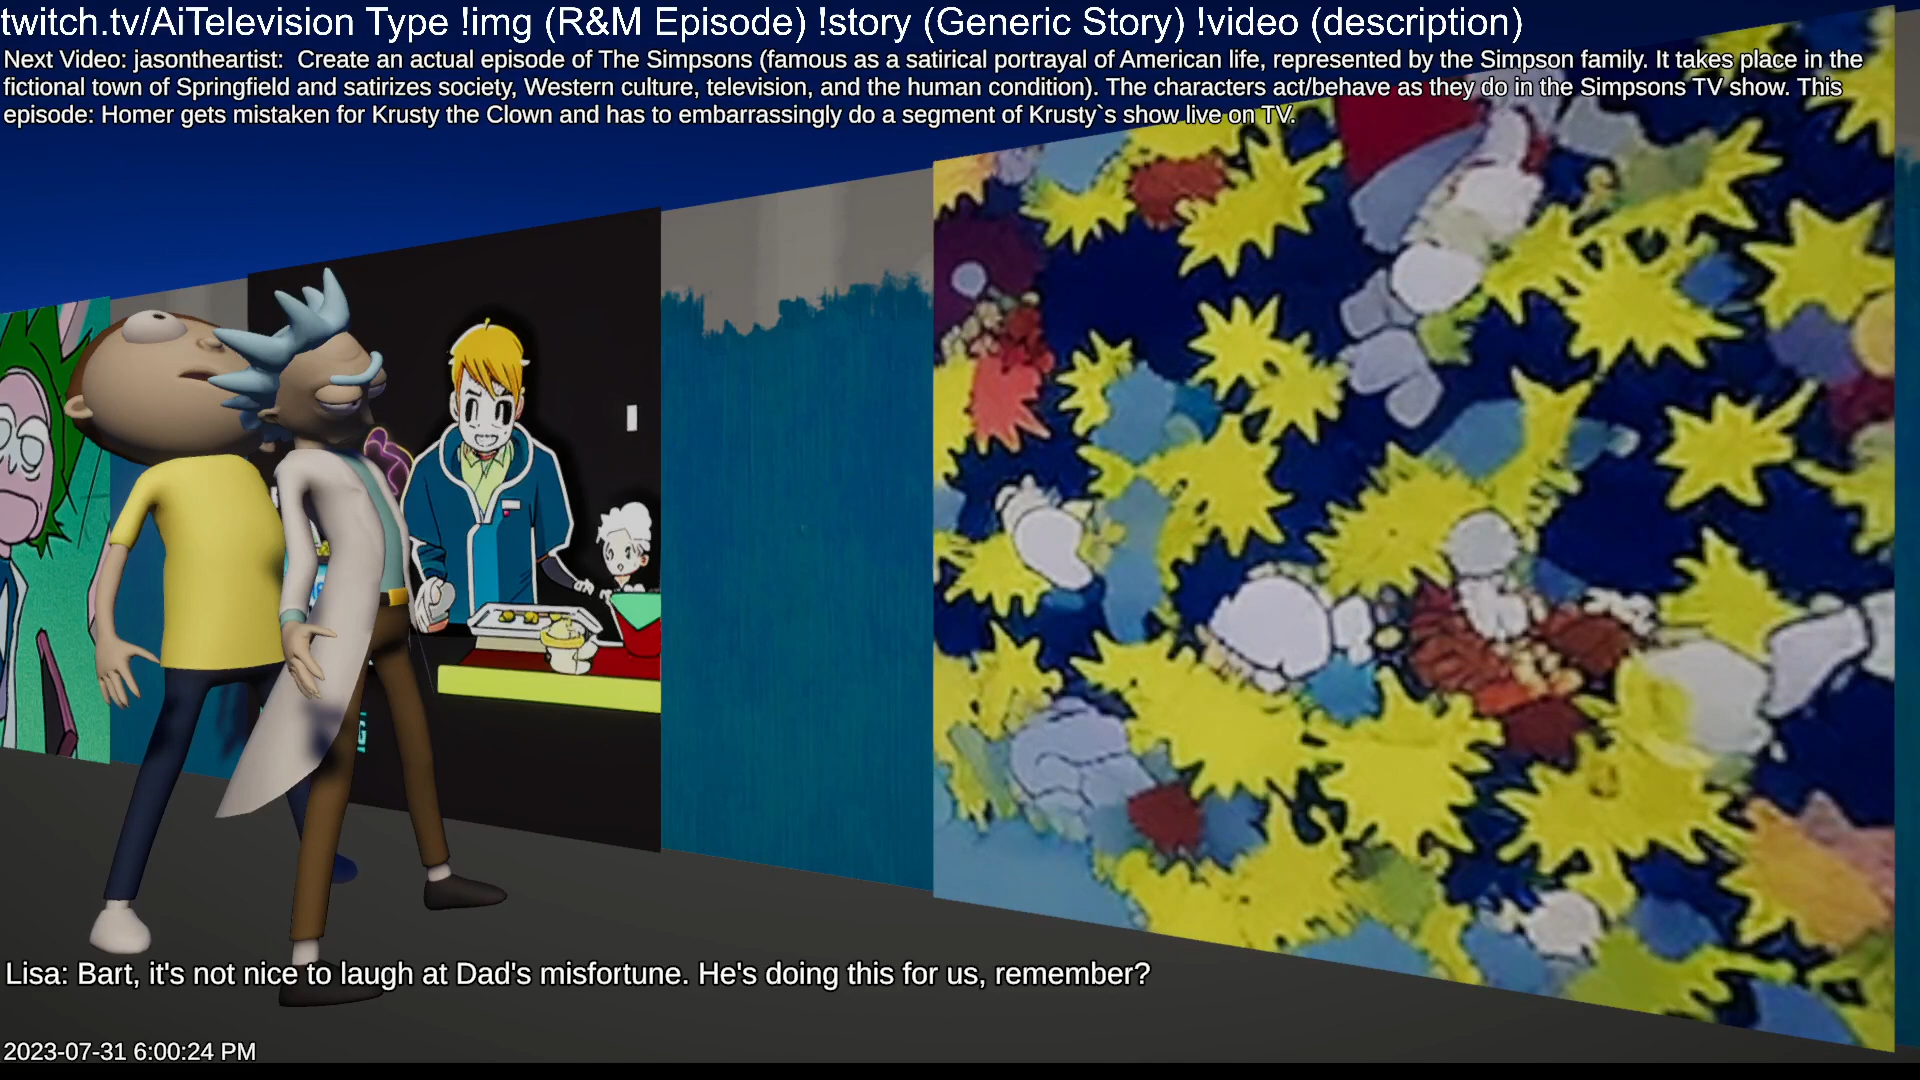 twitch.tv/AiTelevision Type !img (R&M Episode) !story (Generic Story) !video (description)
Next Video: jasontheartist:  Create an actual episode of The Simpsons (famous as a satirical portrayal of American life, represented by the Simpson family. It takes place in the
fictional town of Springfield and satirizes society, Western culture, television, and the human condition). The characters act/behave as they do in the Simpsons TV show. This
episode: Homer gets mistaken for Krusty the Clown and has to embarrassingly do a segment of Krusty`s show live on TV.
Lisa: Bart, it's not nice to laugh at Dad's misfortune. He's doing this for us, remember?
2023-07-31 6:00:24 PM